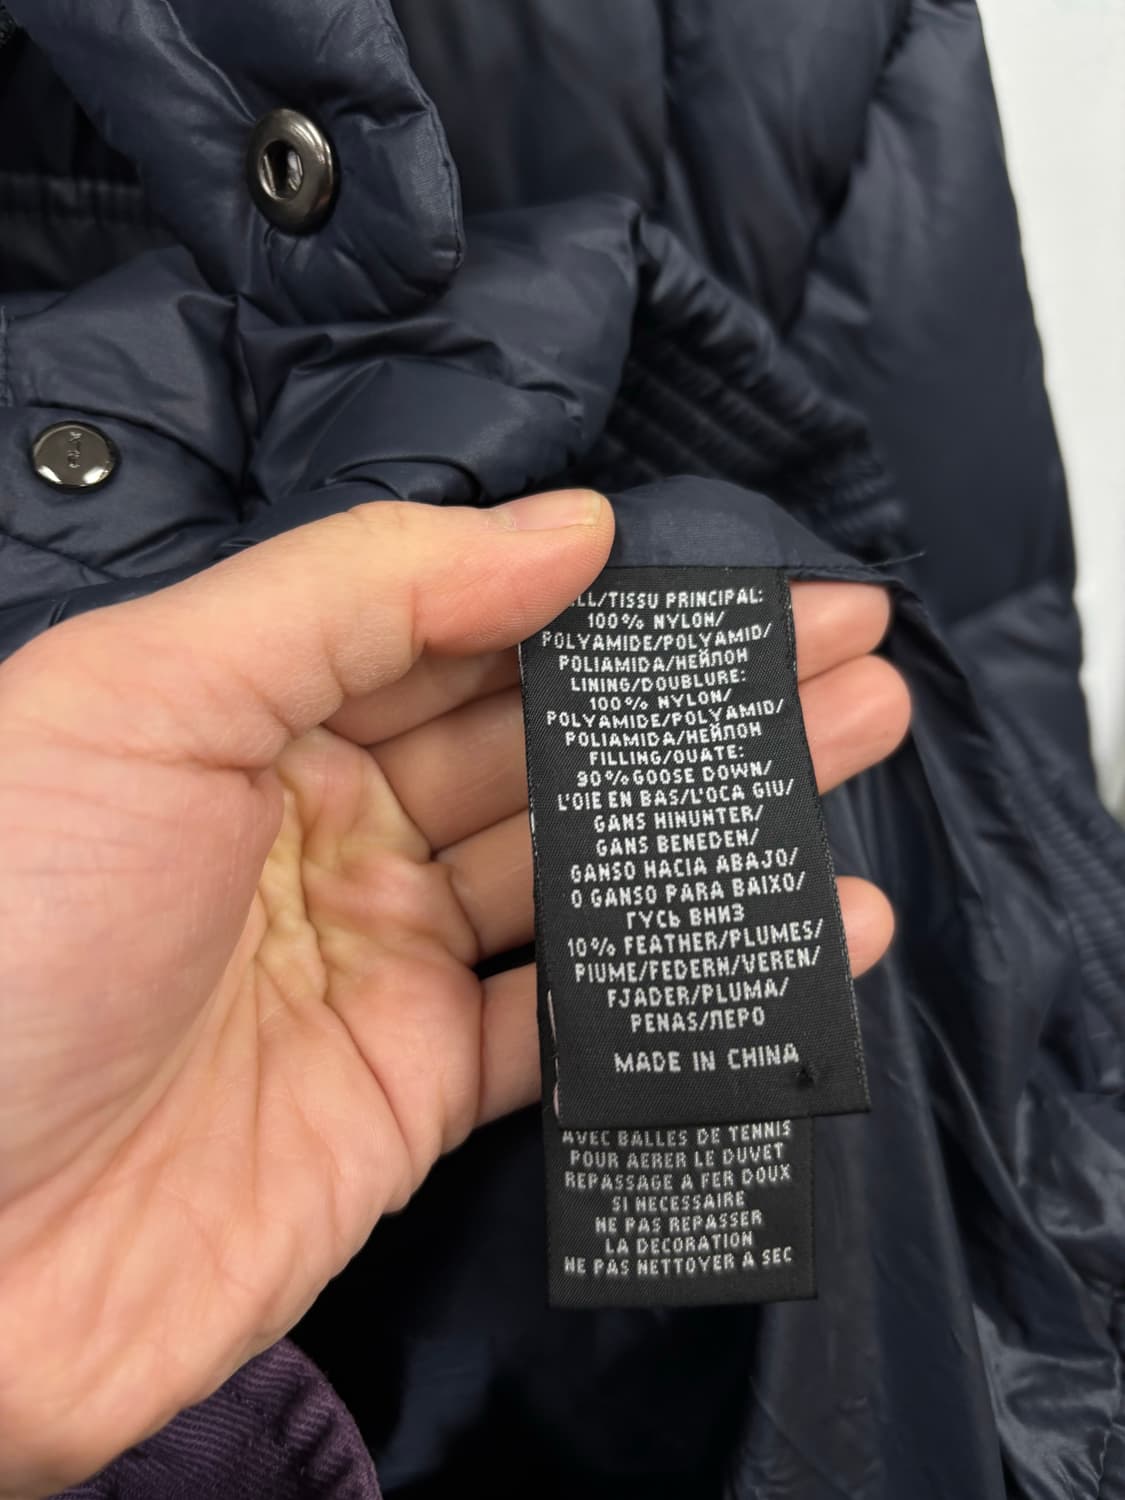 TISSU PRINCIPAL:
100% NYLON/
POLYAMIDE/POLYAMID/
POLIAMIDA/НЕЙЛОН
LINING/DOUBLURE:
100% NYLON/
POLYAMIDE/POLYAMID/
POLIAMIDA/НЕЙЛОН
FILLING/OUATE:
90% GOOSE DOWN/
L'OIE EN BAS/L'OCA GIU/
GANS HINUNTER/
GANS BENEDEN/
GANSO HACIA ABAJO/
O GANSO PARA BAIXO/
ГУСЬ ВНИЗ
10% FEATHER/PLUMES/
PIUME/FEDERN/VEREN/
FJADER/PLUMA/
PENAS/ПЕРО
MADE IN CHINA
AVEC BALLES DE TENNIS
POUR AERER LE DUVET
REPASSAGE A FER DOUX
SI NECESSAIRE
NE PAS REPASSER
LA DECORATION
NE PAS NETTOYER A SEC